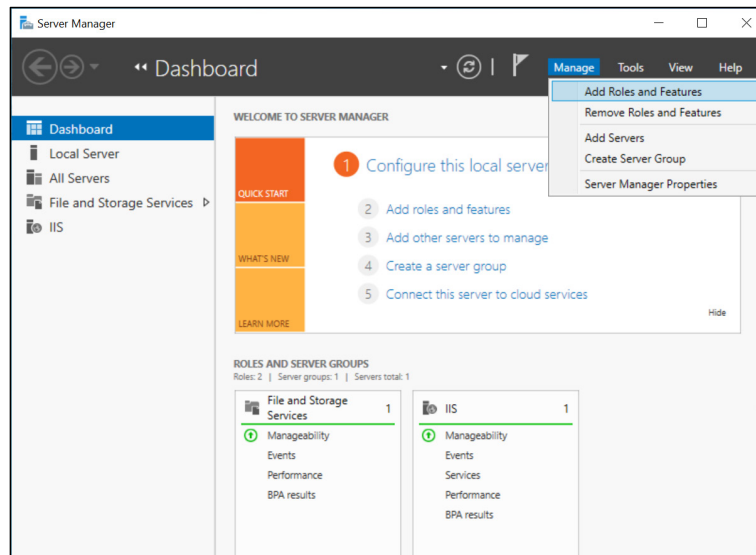 Server Manager
Dashboard
Manage Tools View Help
Add Roles and Features
Remove Roles and Features
Add Servers
Create Server Group
Server Manager Properties
Dashboard
Local Server
All Servers
File and Storage Services
IIS
WELCOME TO SERVER MANAGER
QUICK START
WHAT'S NEW
LEARN MORE
1 Configure this local server
2 Add roles and features
3 Add other servers to manage
4 Create a server group
5 Connect this server to cloud services
Hide
ROLES AND SERVER GROUPS
Roles: 2 | Server groups: 1 | Servers total: 1
File and Storage
Services 1
Manageability
Events
Performance
BPA results
IIS 1
Manageability
Events
Services
Performance
BPA results